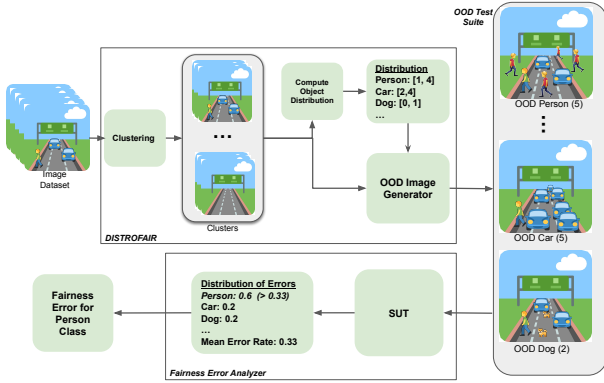 OOD Test
Suite
Image
Dataset
Clustering
...
Clusters
Compute
Object
Distribution
Distribution
Person: [1, 4]
Car: [2,4]
Dog: [0, 1]
...
OOD Image
Generator
DISTROFAIR
OOD Person (5)
...
OOD Car (5)
OOD Dog (2)
SUT
Distribution of Errors
Person: 0.6 (> 0.33)
Car: 0.2
Dog: 0.2
...
Mean Error Rate: 0.33
Fairness
Error for
Person
Class
Fairness Error Analyzer